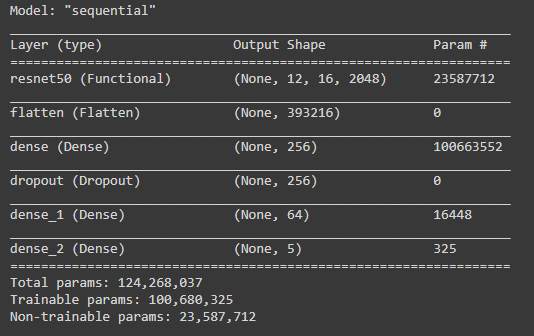 Model: "sequential"
Layer (type) Output Shape Param #
resnet50 (Functional) (None, 12, 16, 2048) 23587712
flatten (Flatten) (None, 393216) 0
dense (Dense) (None, 256) 100663552
dropout (Dropout) (None, 256) 0
dense_1 (Dense) (None, 64) 16448
dense_2 (Dense) (None, 5) 325
Total params: 124,268,037
Trainable params: 100,680,325
Non-trainable params: 23,587,712